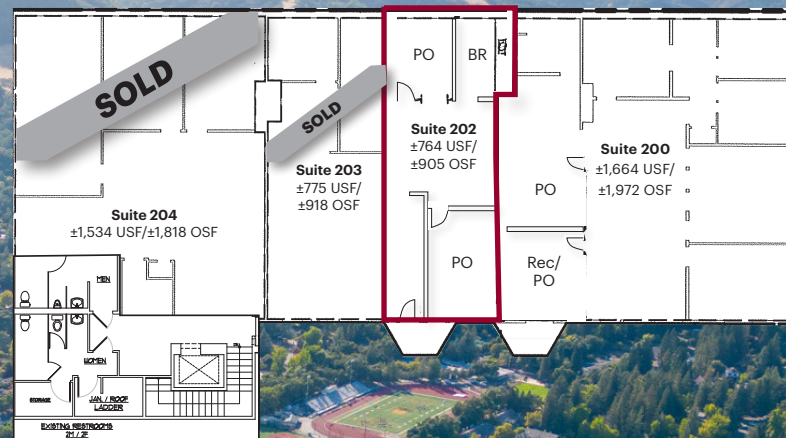 SOLD
Suite 204
±1,534 USF/±1,818 OSF
SOLD
Suite 203
±775 USF/
±918 OSF
PO
BR
Suite 202
±764 USF/
±905 OSF
PO
Suite 200
±1,664 USF/
±1,972 OSF
PO
Rec/
PO
MEN
WOMEN
STORAGE
JAN. / ROOF
LADDER
EXISTING RESTROOMS
2M / 2F